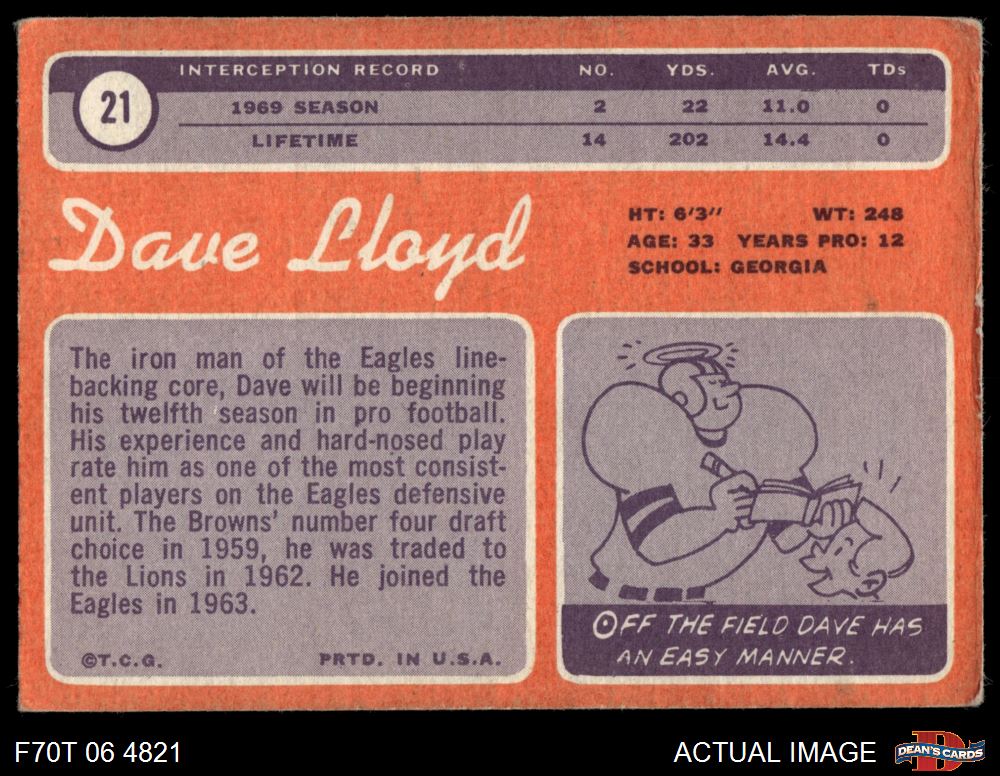 21
INTERCEPTION RECORD NO. YDS. AVG. TDs
1969 SEASON 2 22 11.0 0
LIFETIME 14 202 14.4 0
Dave Lloyd
HT: 6'3" WT: 248
AGE: 33 YEARS PRO: 12
SCHOOL: GEORGIA
The iron man of the Eagles line-
backing core, Dave will be beginning
his twelfth season in pro football.
His experience and hard-nosed play
rate him as one of the most consist-
ent players on the Eagles defensive
unit. The Browns' number four draft
choice in 1959, he was traded to
the Lions in 1962. He joined the
Eagles in 1963.
©T.C.G. PRTD. IN U.S.A.
OFF THE FIELD DAVE HAS
AN EASY MANNER.
F70T 06 4821
ACTUAL IMAGE
DEAN'S CARDS